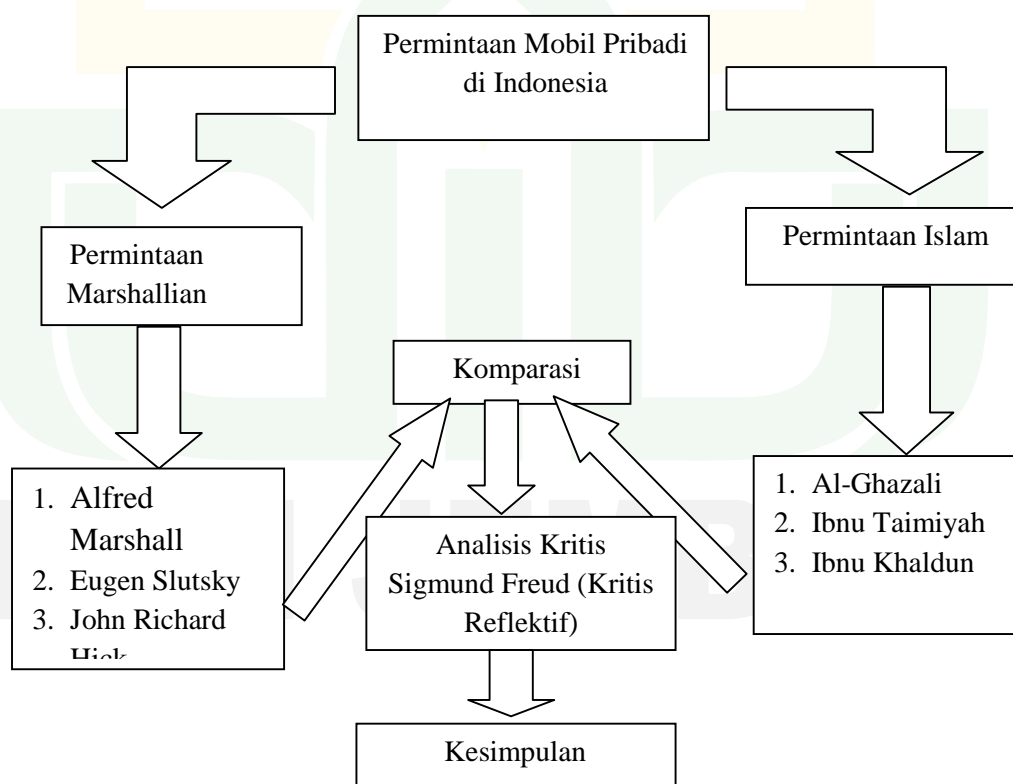 Permintaan Mobil Pribadi
di Indonesia
Permintaan
Marshallian
Permintaan Islam
Komparasi
1. Alfred
Marshall
2. Eugen Slutsky
3. John Richard
Hick
1. Al-Ghazali
2. Ibnu Taimiyah
3. Ibnu Khaldun
Analisis Kritis
Sigmund Freud (Kritis
Reflektif)
Kesimpulan